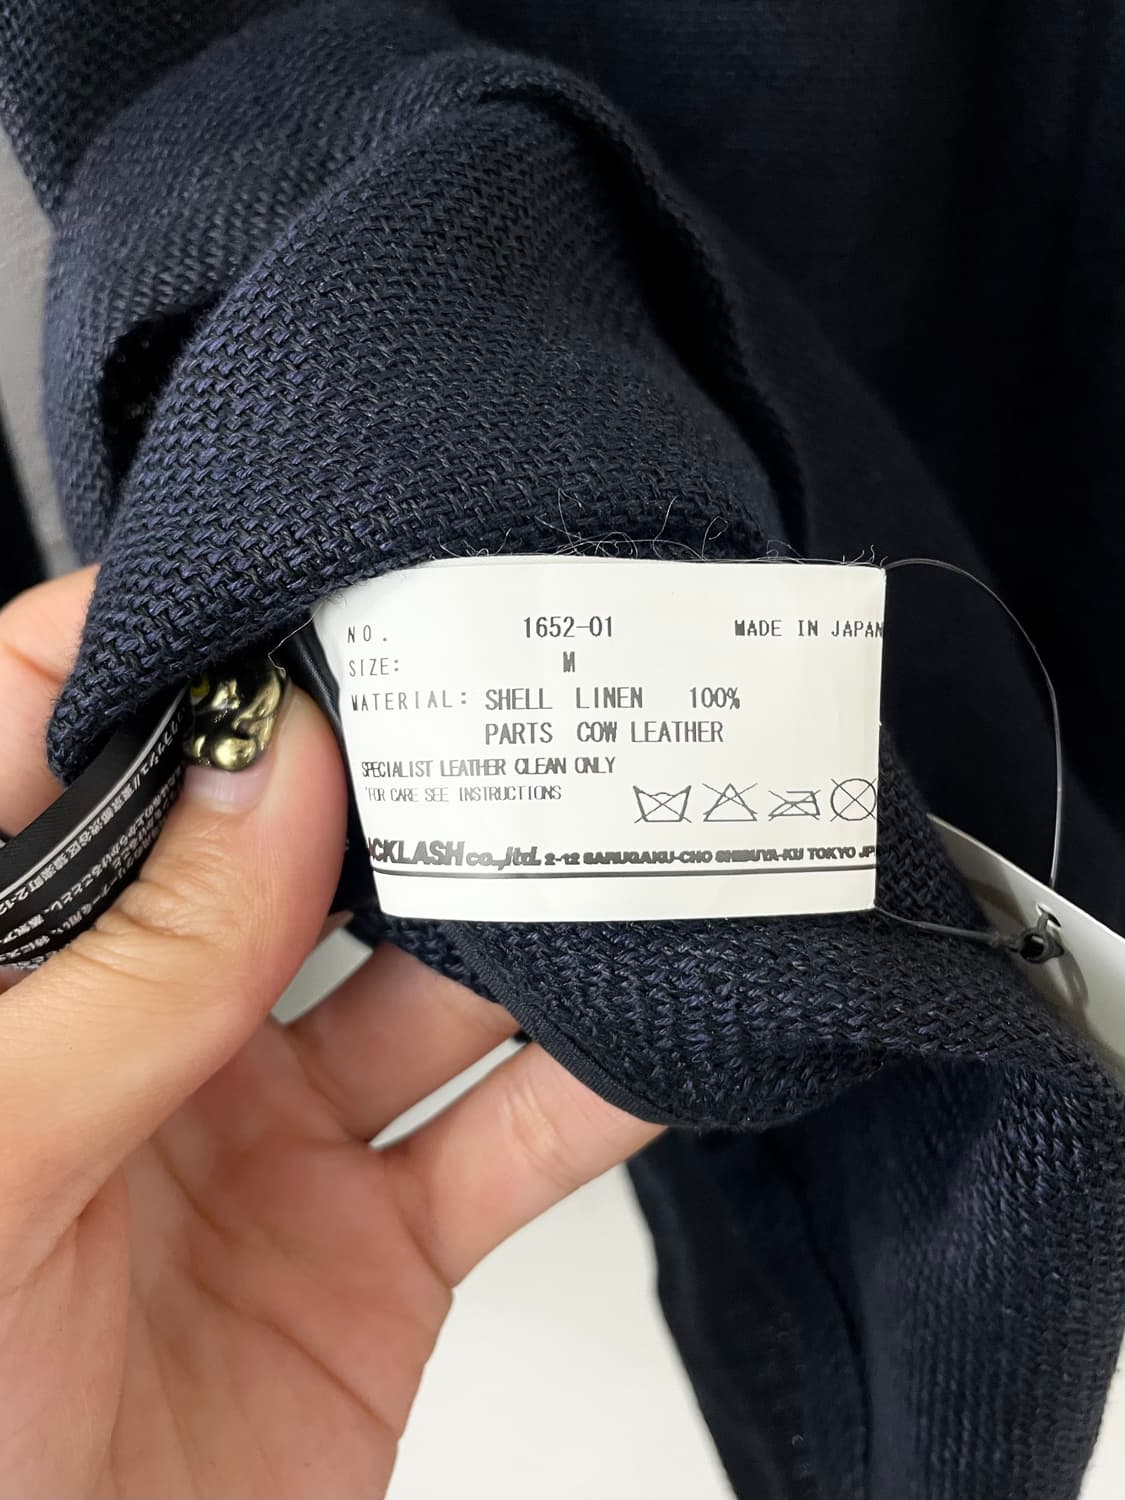 NO. 1652-01 MADE IN JAPAN
SIZE: M
MATERIAL: SHELL LINEN 100%
PARTS COW LEATHER
SPECIALIST LEATHER CLEAN ONLY
*FOR CARE SEE INSTRUCTIONS
ACKLASH co.,ltd. 2-12 SARUGAKU-CHO SHIBUYA-KU TOKYO JP